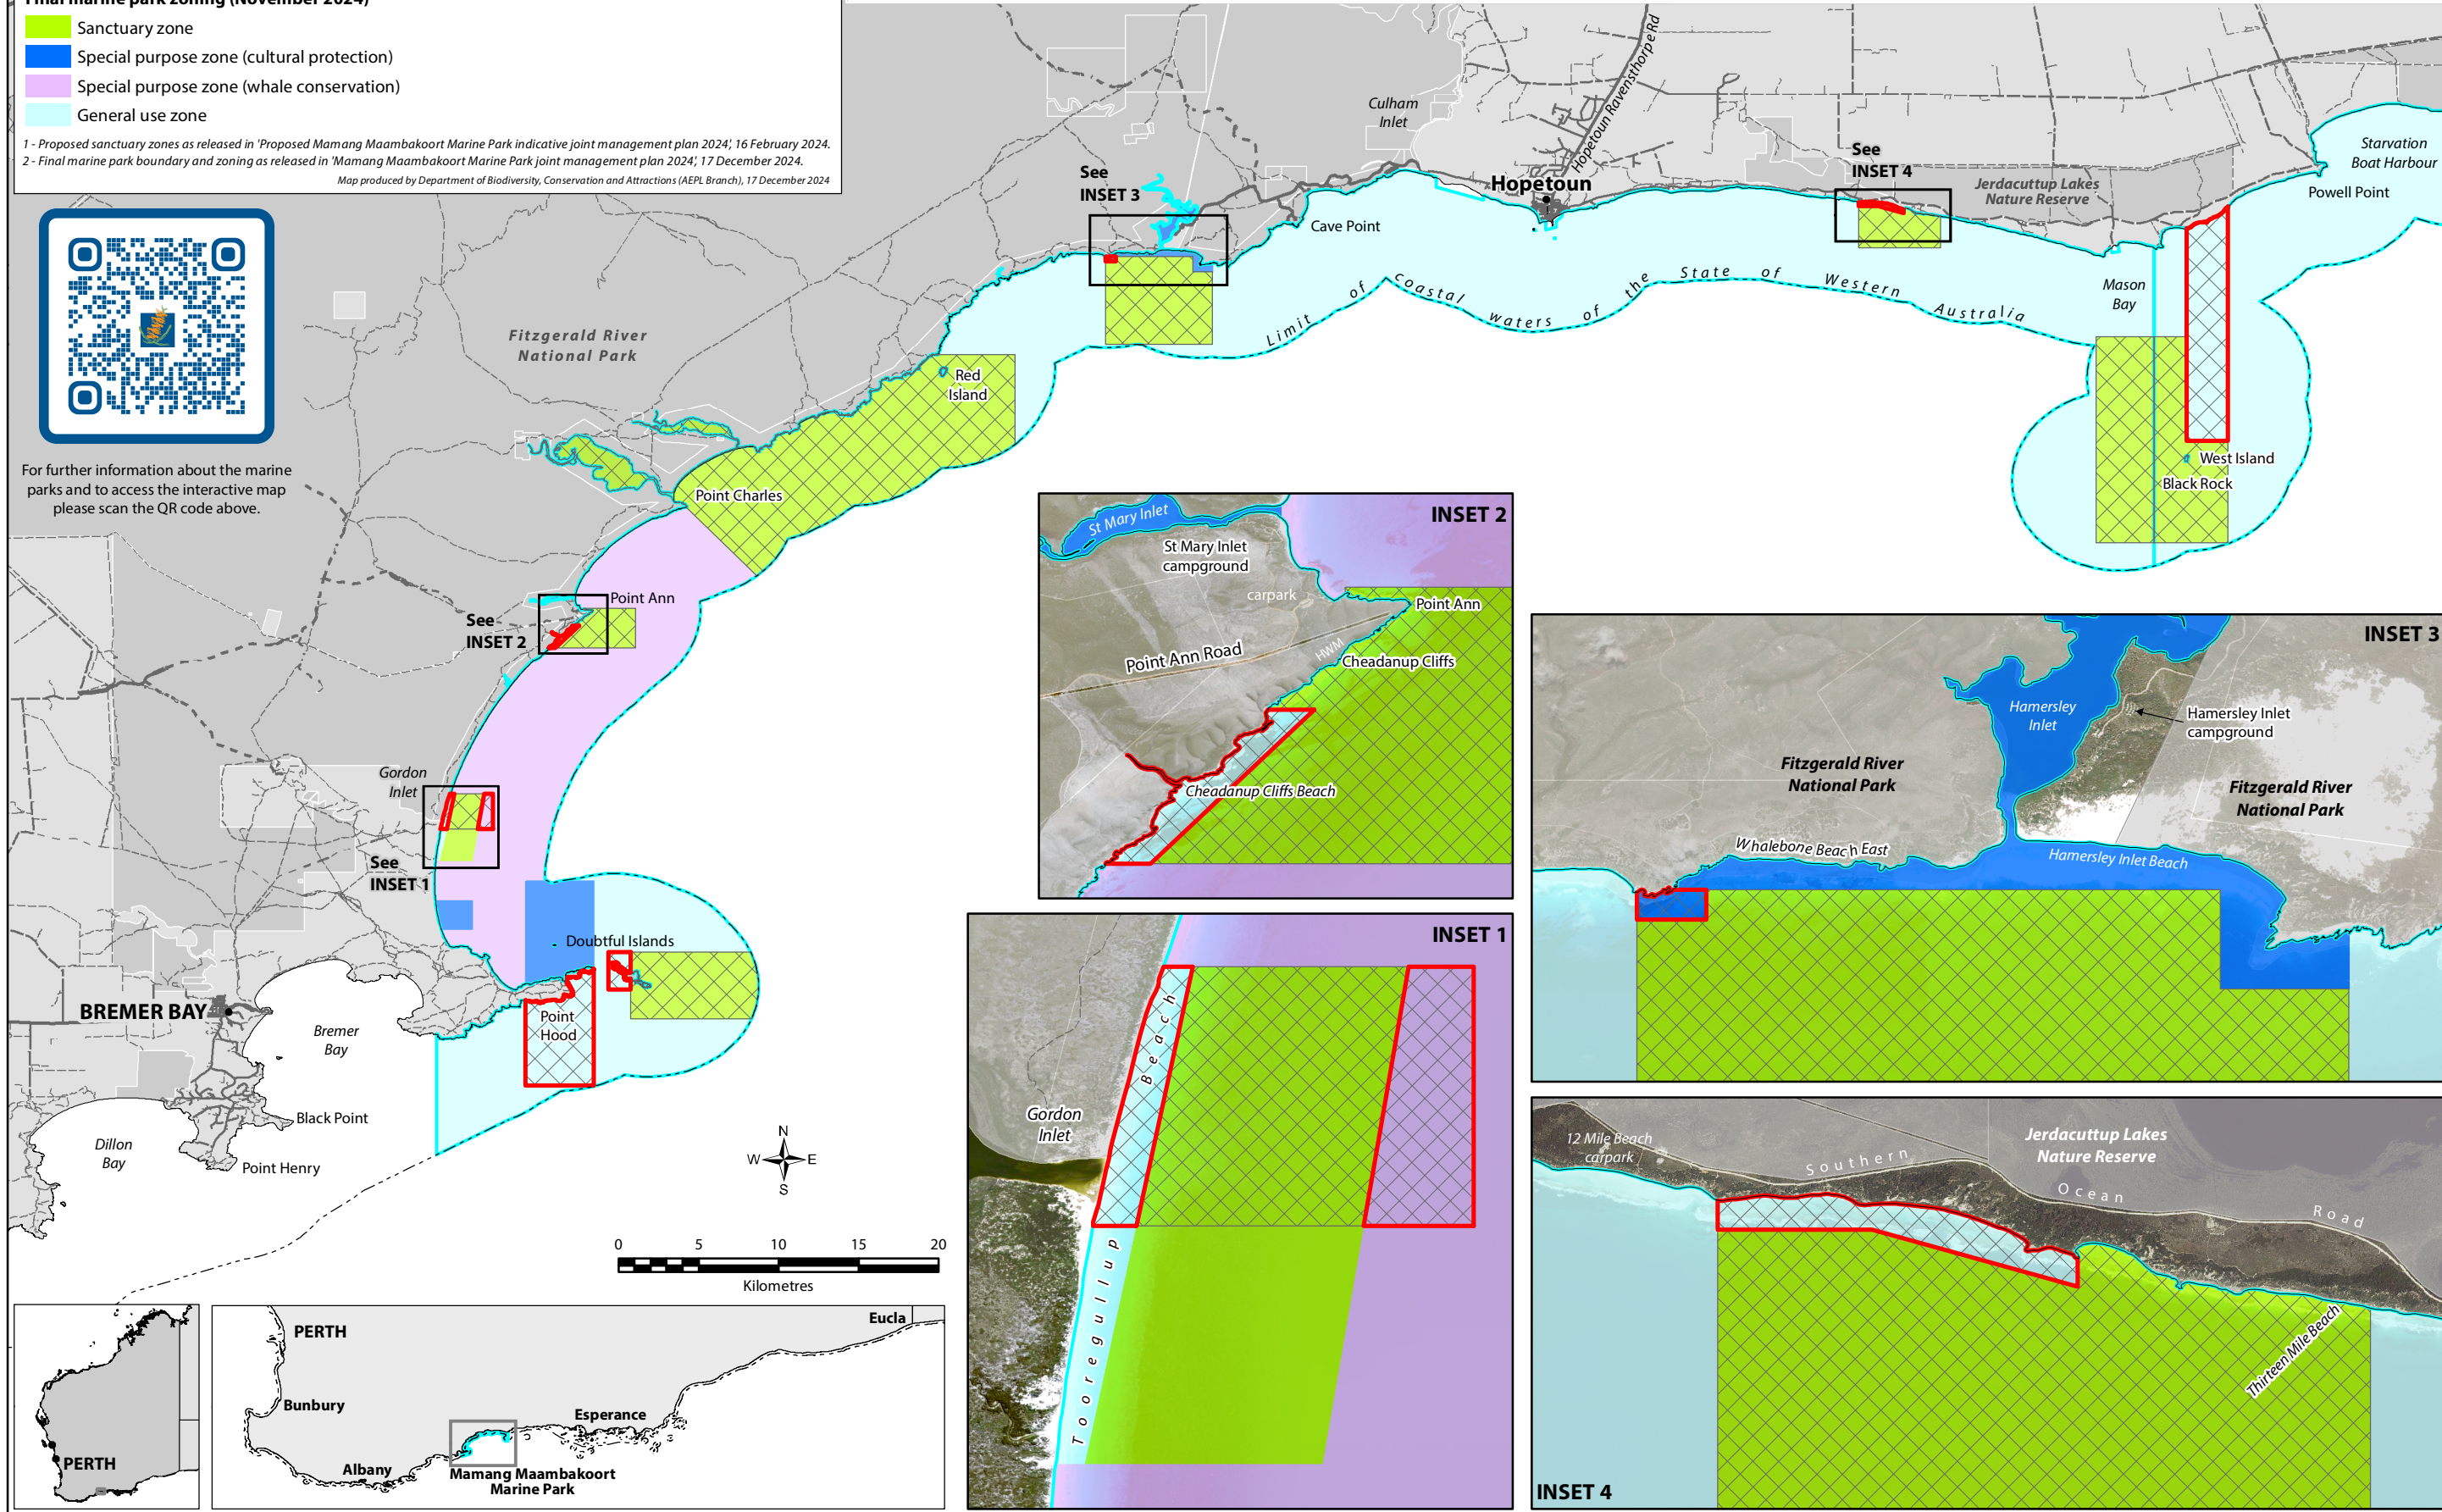 Final marine park zoning (November 2024)
Sanctuary zone
Special purpose zone (cultural protection)
Special purpose zone (whale conservation)
General use zone
1 - Proposed sanctuary zones as released in 'Proposed Mamang Maambakoort Marine Park indicative joint management plan 2024', 16 February 2024.
2 - Final marine park boundary and zoning as released in 'Mamang Maambakoort Marine Park joint management plan 2024', 17 December 2024.
Map produced by Department of Biodiversity, Conservation and Attractions (AEPL Branch), 17 December 2024
For further information about the marine
parks and to access the interactive map
please scan the QR code above.
Fitzgerald River
National Park
Culham
Inlet
Hopetoun Ravensthorpe Rd
Hopetoun
Cave Point
See
INSET 3
See
INSET 4
Jerdacuttup Lakes
Nature Reserve
Starvation
Boat Harbour
Powell Point
Mason
Bay
Limit of coastal waters of the State of Western Australia
Red
Island
Point Charles
West Island
Black Rock
Point Ann
See
INSET 2
Gordon
Inlet
See
INSET 1
Doubtful Islands
Point
Hood
BREMER BAY
Bremer
Bay
Black Point
Dillon
Bay
Point Henry
N
W
E
S
0
5
10
15
20
Kilometres
PERTH
PERTH
Bunbury
Albany
Esperance
Eucla
Mamang Maambakoort
Marine Park
INSET 2
St Mary Inlet
St Mary Inlet
campground
carpark
Point Ann
Point Ann Road
HWM
Cheadanup Cliffs
Cheadanup Cliffs Beach
INSET 1
Gordon
Inlet
Tooregullup Beach
INSET 3
Hamersley
Inlet
Hamersley Inlet
campground
Fitzgerald River
National Park
Fitzgerald River
National Park
Whalebone Beach East
Hamersley Inlet Beach
12 Mile Beach
carpark
Jerdacuttup Lakes
Nature Reserve
Southern Ocean Road
Thirteen Mile Beach
INSET 4